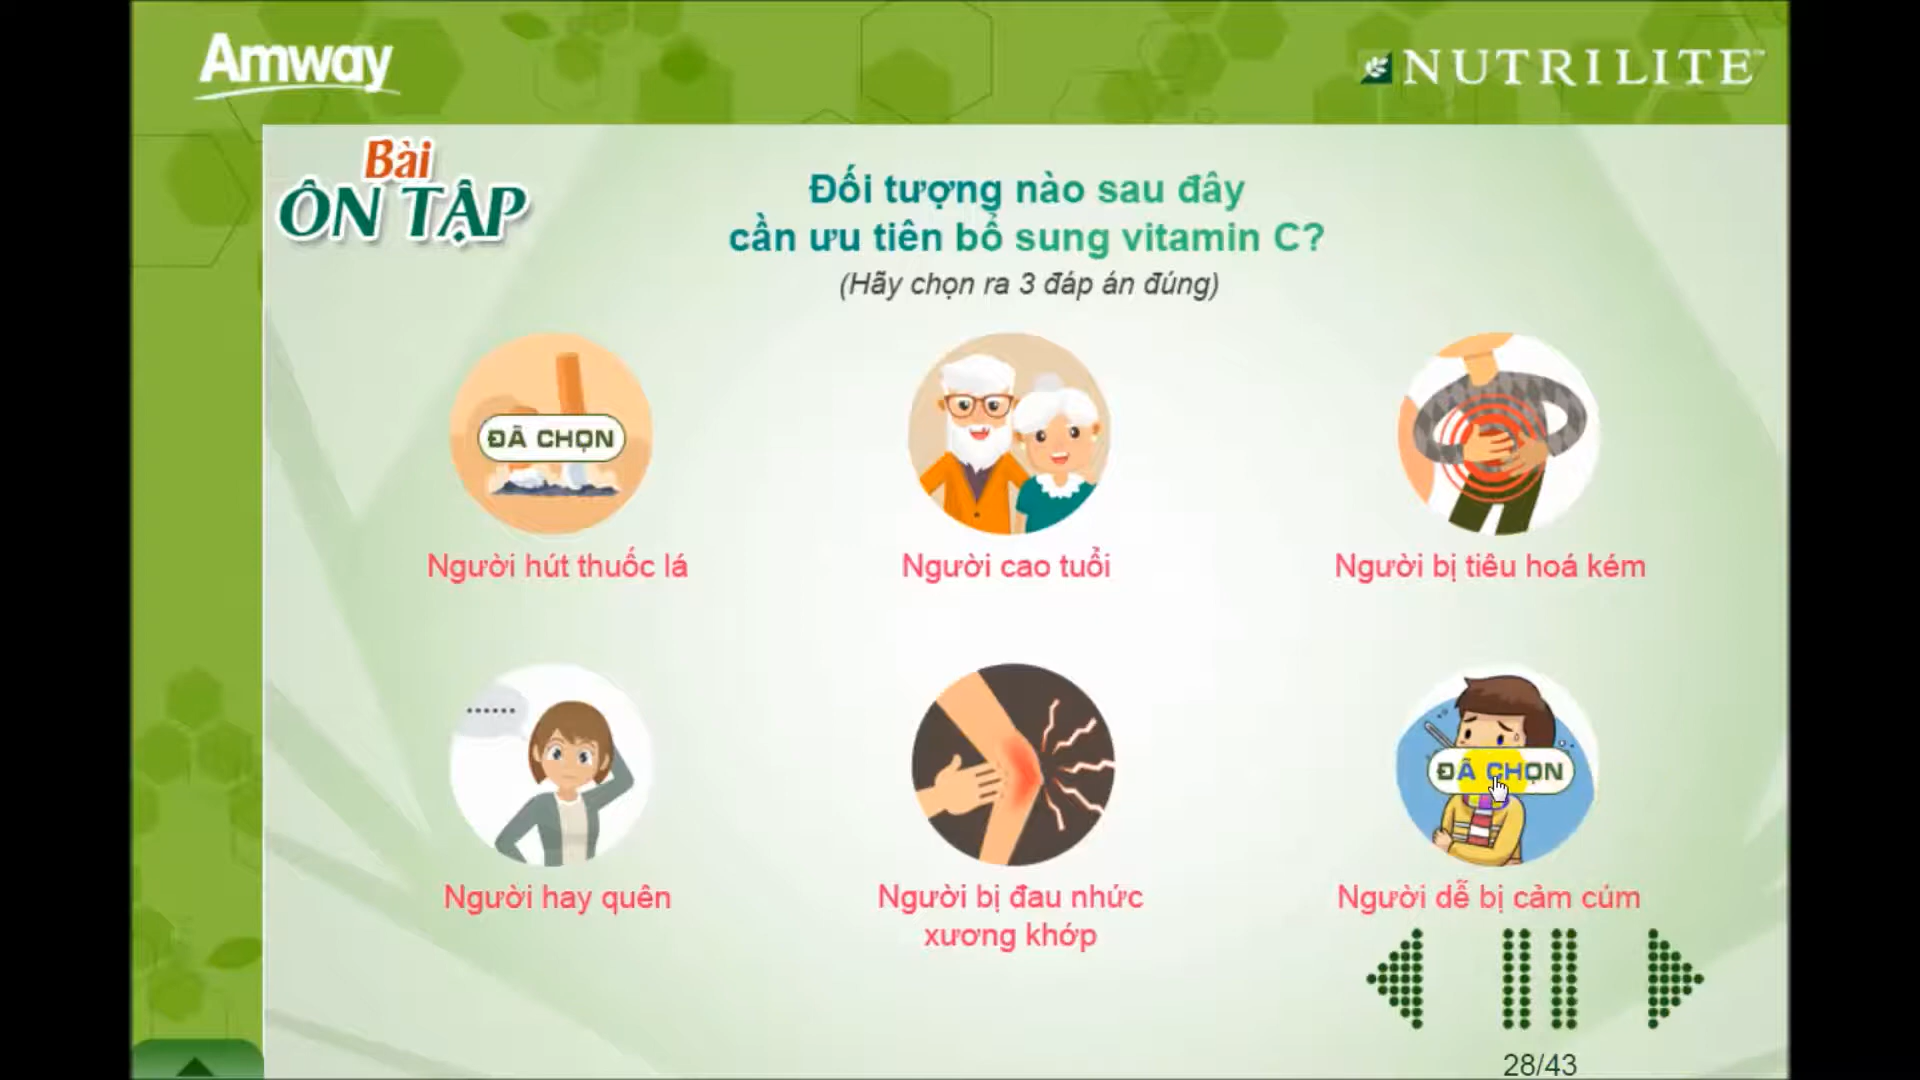 Amway
NUTRILITE™
Bài
ÔN TẬP
Đối tượng nào sau đây
cần ưu tiên bổ sung vitamin C?
(Hãy chọn ra 3 đáp án đúng)
ĐÃ CHỌN
Người hút thuốc lá
Người cao tuổi
Người bị tiêu hoá kém
......
ĐÃ CHỌN
Người hay quên
Người bị đau nhức
xương khớp
Người dễ bị cảm cúm
28/43